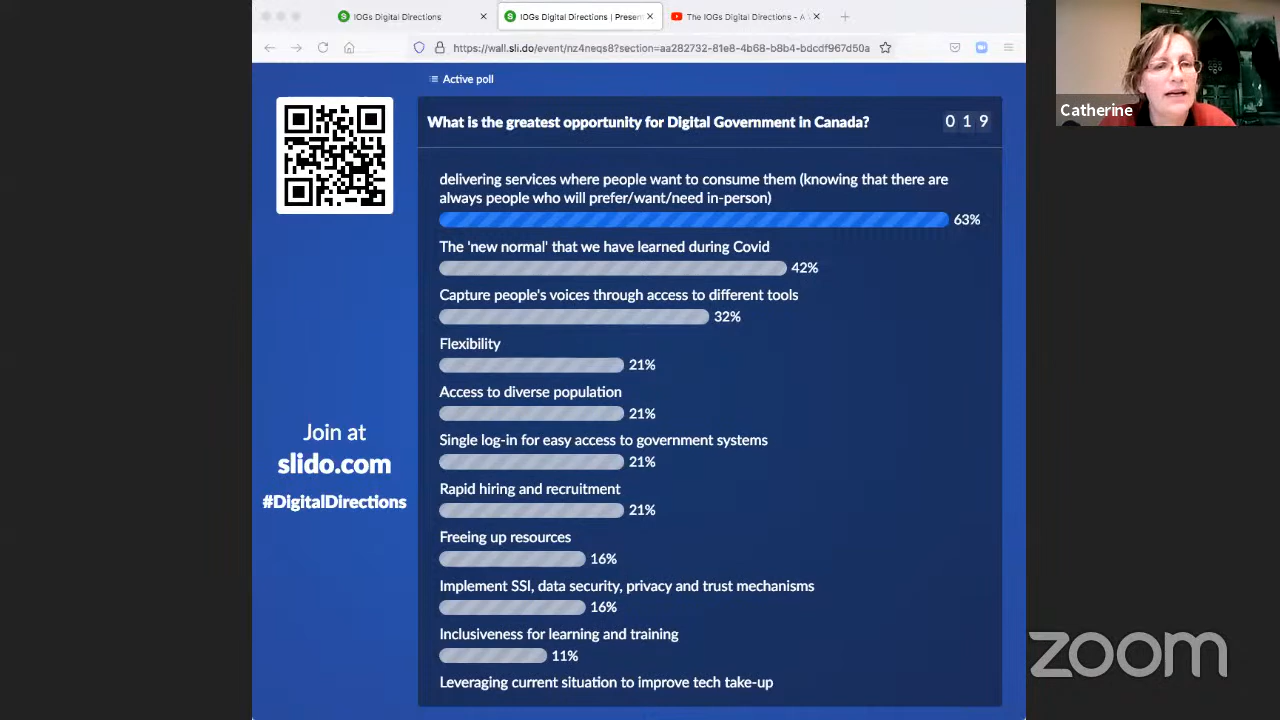 IOGs Digital Directions
IOGs Digital Directions | Presen
The IOGs Digital Directions - A
https://wall.sli.do/event/nz4neqs8?section=aa282732-81e8-4b68-b8b4-bdcdf967d50a
Active poll
What is the greatest opportunity for Digital Government in Canada?
019
delivering services where people want to consume them (knowing that there are
always people who will prefer/want/need in-person)
63%
The 'new normal' that we have learned during Covid
42%
Capture people's voices through access to different tools
32%
Flexibility
21%
Access to diverse population
21%
Single log-in for easy access to government systems
21%
Rapid hiring and recruitment
21%
Freeing up resources
16%
Implement SSI, data security, privacy and trust mechanisms
16%
Inclusiveness for learning and training
11%
Leveraging current situation to improve tech take-up
Join at
slido.com
#DigitalDirections
Catherine
zoom